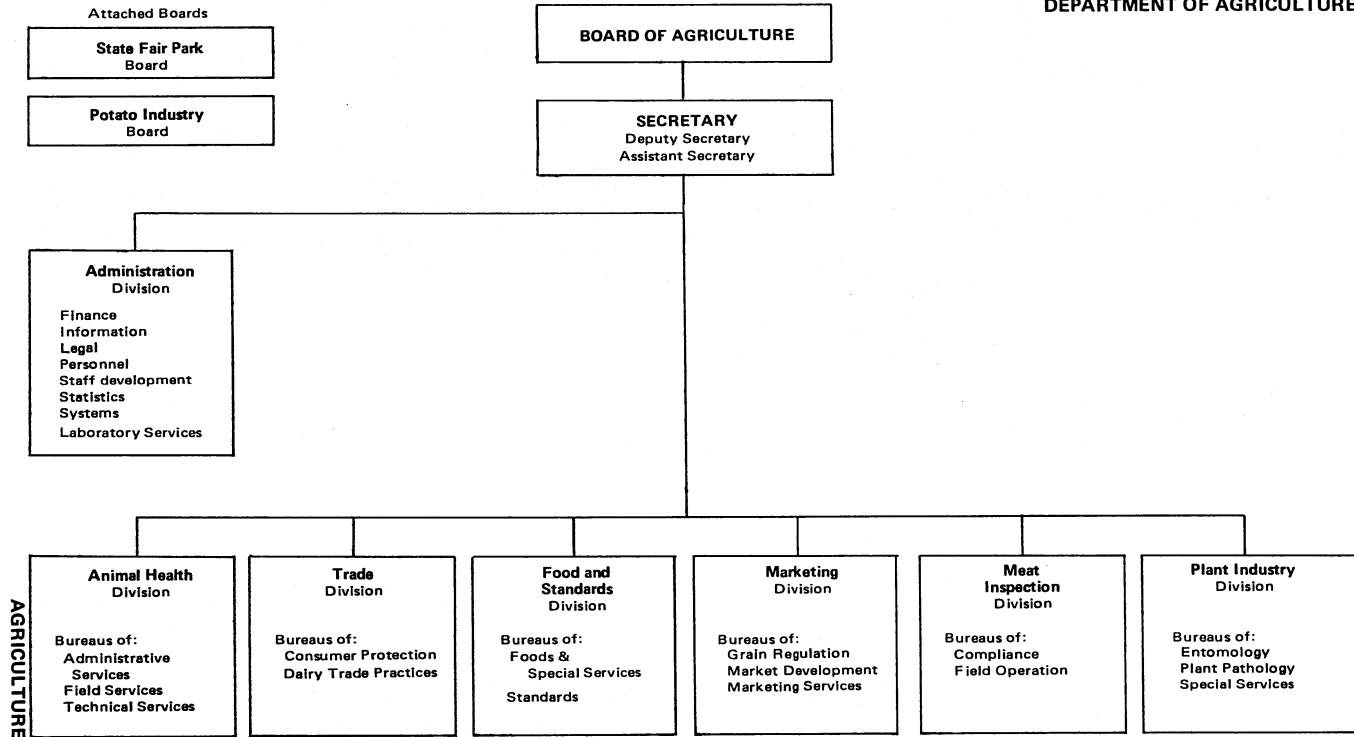 Attached Boards
State Fair Park
Board
Potato Industry
Board
BOARD OF AGRICULTURE
DEPARTMENT OF AGRICULTURE
SECRETARY
Deputy Secretary
Assistant Secretary
Administration
Division
Finance
Information
Legal
Personnel
Staff development
Statistics
Systems
Laboratory Services
Animal Health
Division
Bureaus of:
Administrative
Services
Field Services
Technical Services
Trade
Division
Bureaus of:
Consumer Protection
Dairy Trade Practices
Food and
Standards
Division
Bureaus of:
Foods &
Special Services
Standards
Marketing
Division
Bureaus of:
Grain Regulation
Market Development
Marketing Services
Meat
Inspection
Division
Bureaus of:
Compliance
Field Operation
Plant Industry
Division
Bureaus of:
Entomology
Plant Pathology
Special Services
AGRICULTURE